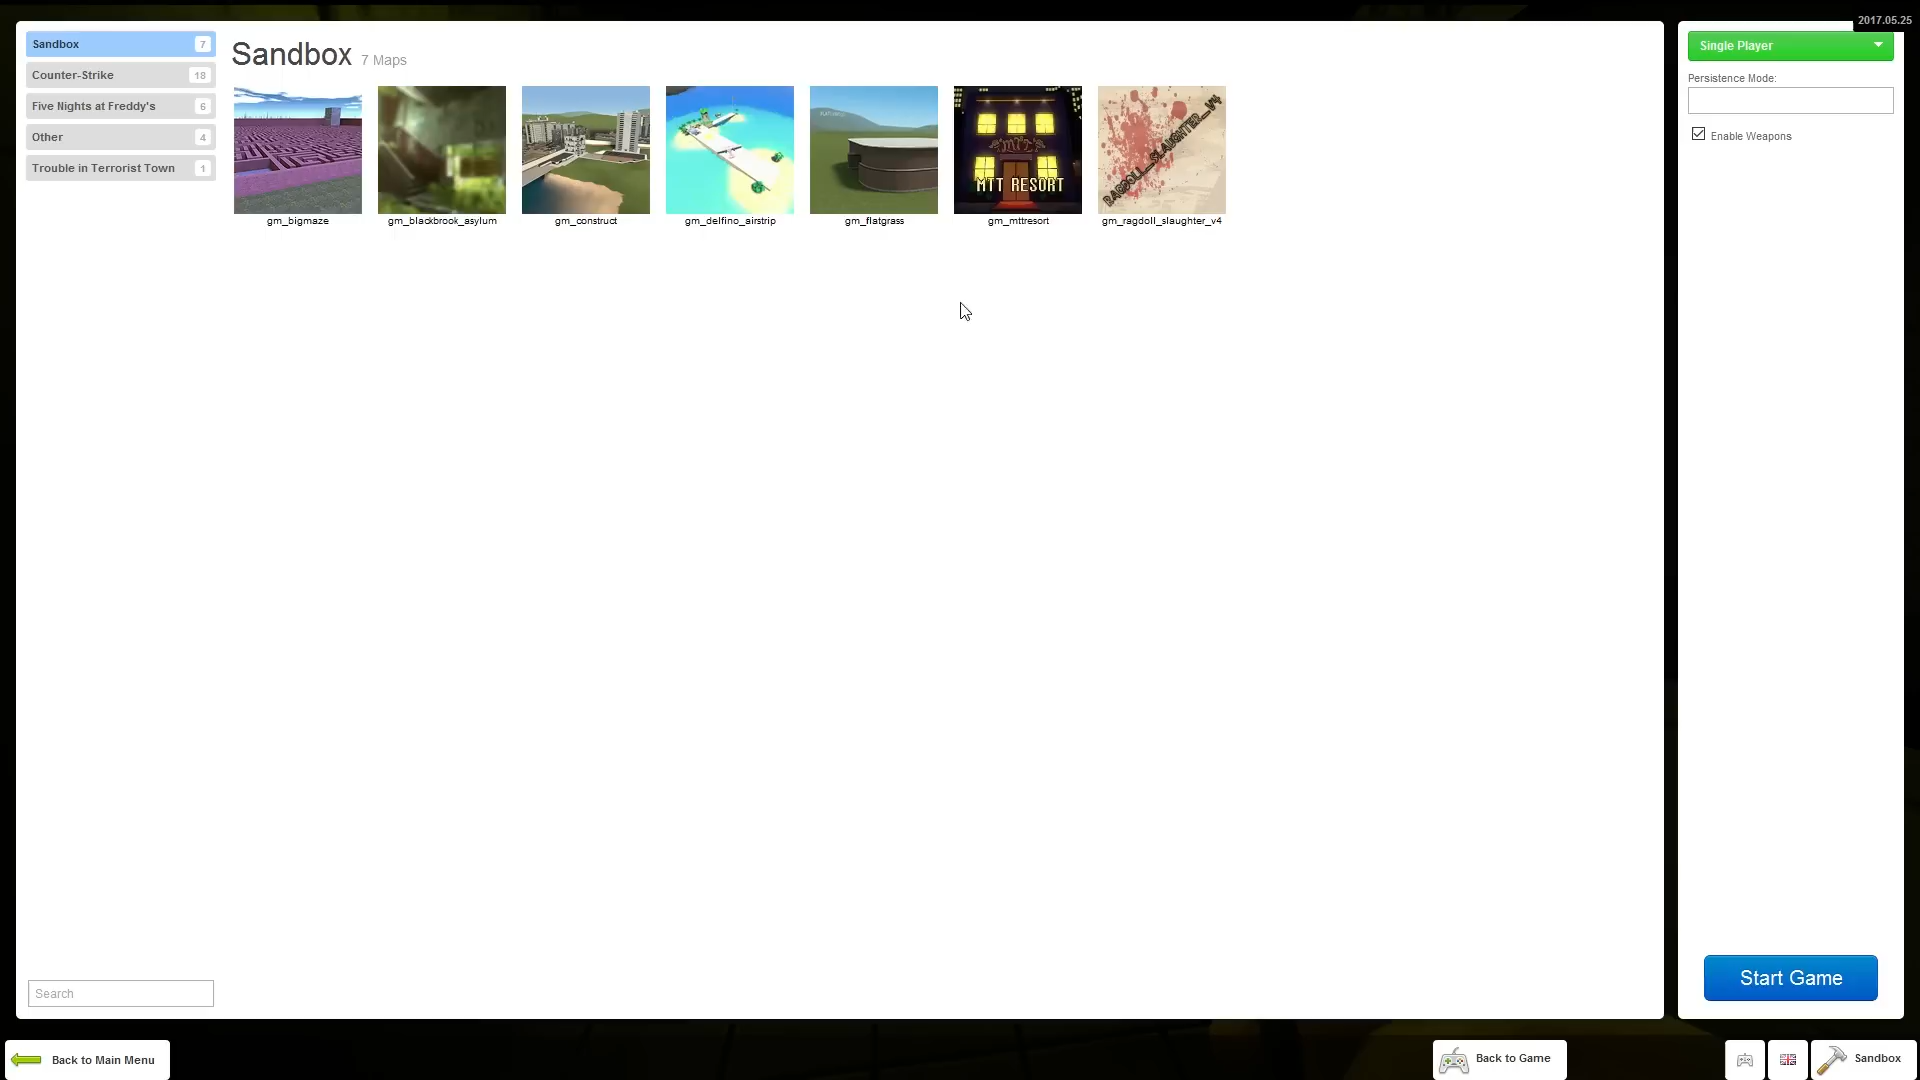 2017.05.25
Sandbox 7
Counter-Strike 18
Five Nights at Freddy's 6
Other 4
Trouble in Terrorist Town 1
Sandbox 7 Maps
MTT RESORT
RAGDOLL_SLAUGHTER_V4
gm_bigmaze
gm_blackbrook_asylum
gm_construct
gm_delfino_airstrip
gm_flatgrass
gm_mttresort
gm_ragdoll_slaughter_v4
Single Player
Persistence Mode:
Enable Weapons
Search
Start Game
Back to Main Menu
Back to Game
Sandbox